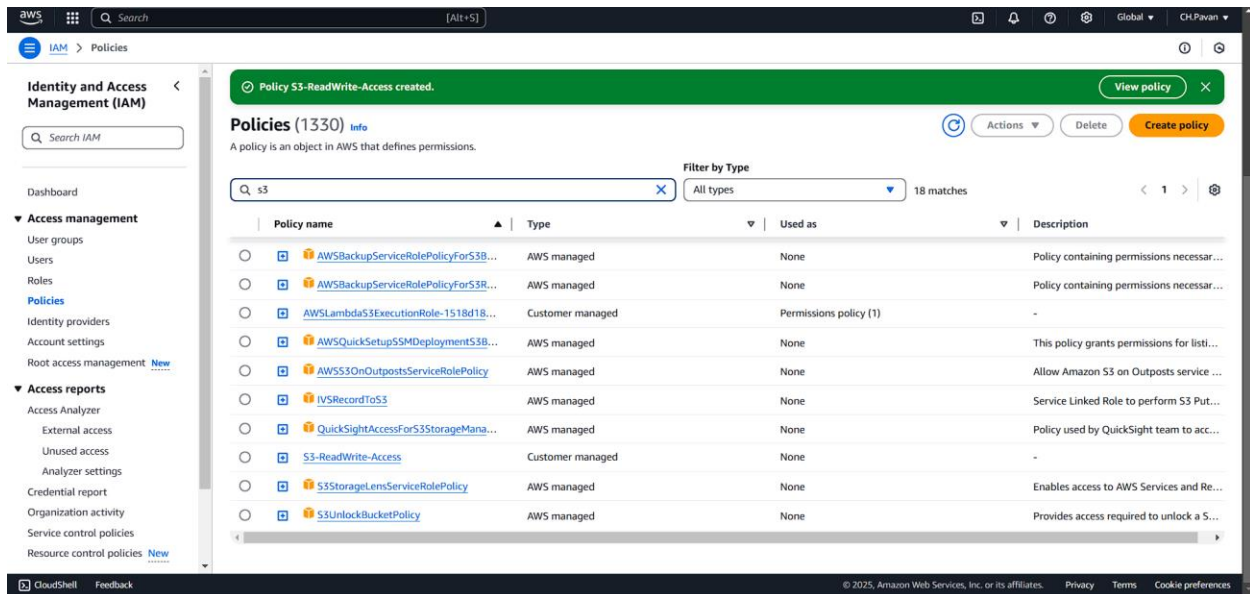 aws Search [Alt+S] Global CH.Pavan
IAM > Policies
Identity and Access Management (IAM)
Search IAM
Dashboard
Access management
User groups
Users
Roles
Policies
Identity providers
Account settings
Root access management New
Access reports
Access Analyzer
External access
Unused access
Analyzer settings
Credential report
Organization activity
Service control policies
Resource control policies New
Policy S3-ReadWrite-Access created. View policy
Policies (1330) Info Actions Delete Create policy
A policy is an object in AWS that defines permissions.
Filter by Type
s3 All types 18 matches 1
Policy name Type Used as Description
AWSBackupServiceRolePolicyForS3B... AWS managed None Policy containing permissions necessar...
AWSBackupServiceRolePolicyForS3R... AWS managed None Policy containing permissions necessar...
AWSLambdaS3ExecutionRole-1518d18... Customer managed Permissions policy (1) -
AWSQuickSetupSSMDeploymentS3B... AWS managed None This policy grants permissions for listi...
AWSS3OnOutpostsServiceRolePolicy AWS managed None Allow Amazon S3 on Outposts service ...
IVSRecordToS3 AWS managed None Service Linked Role to perform S3 Put...
QuickSightAccessForS3StorageMana... AWS managed None Policy used by QuickSight team to acc...
S3-ReadWrite-Access Customer managed None -
S3StorageLensServiceRolePolicy AWS managed None Enables access to AWS Services and Re...
S3UnlockBucketPolicy AWS managed None Provides access required to unlock a S...
CloudShell Feedback © 2025, Amazon Web Services, Inc. or its affiliates. Privacy Terms Cookie preferences